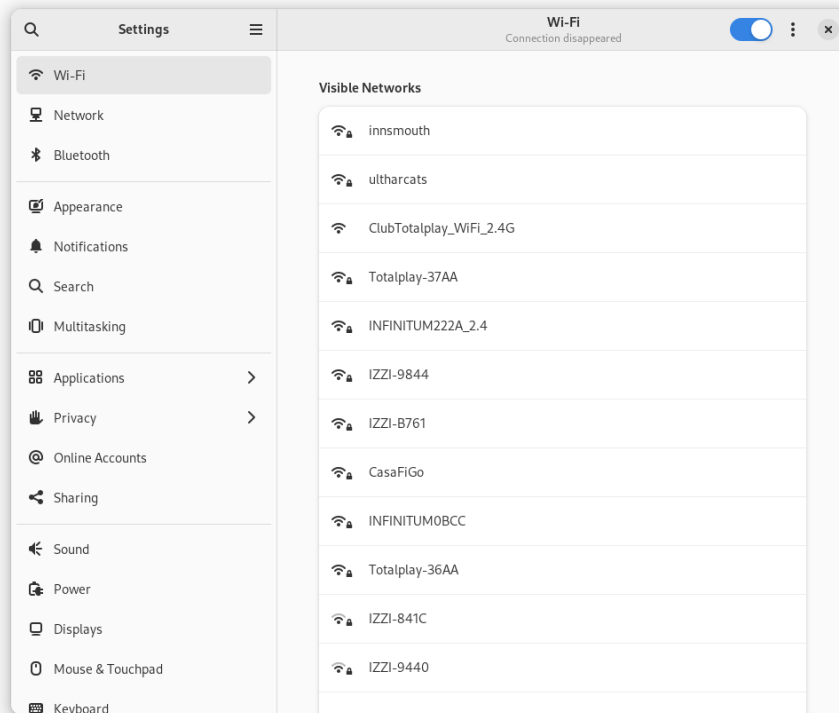 Settings
Wi-Fi
Connection disappeared
Wi-Fi
Network
Bluetooth
Appearance
Notifications
Search
Multitasking
Applications
Privacy
Online Accounts
Sharing
Sound
Power
Displays
Mouse & Touchpad
Keyboard
Visible Networks
innsmouth
ultharcats
ClubTotalplay_WiFi_2.4G
Totalplay-37AA
INFINITUM222A_2.4
IZZI-9844
IZZI-B761
CasaFiGo
INFINITUM0BCC
Totalplay-36AA
IZZI-841C
IZZI-9440